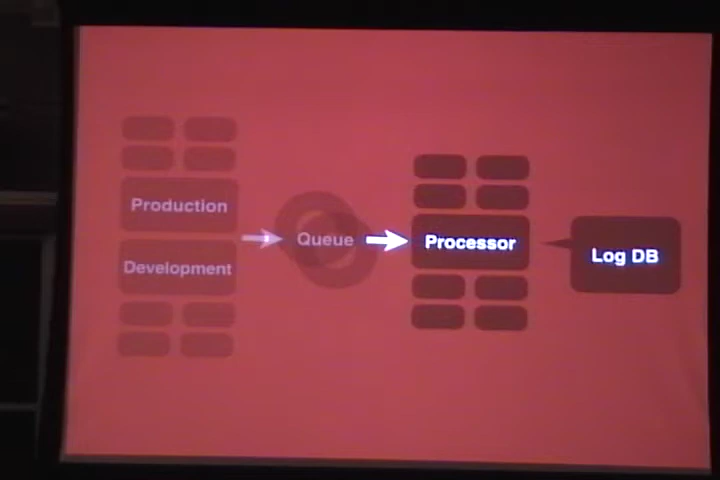 Production
Development
Queue
Processor
Log DB